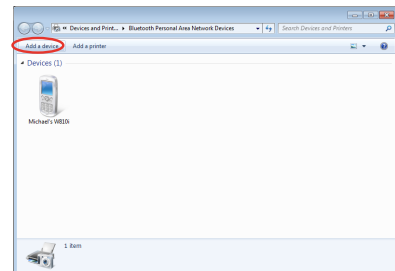 « Devices and Print... ▸ Bluetooth Personal Area Network Devices
Search Devices and Printers
Add a device
Add a printer
Devices (1)
Michael's W810i
1 item